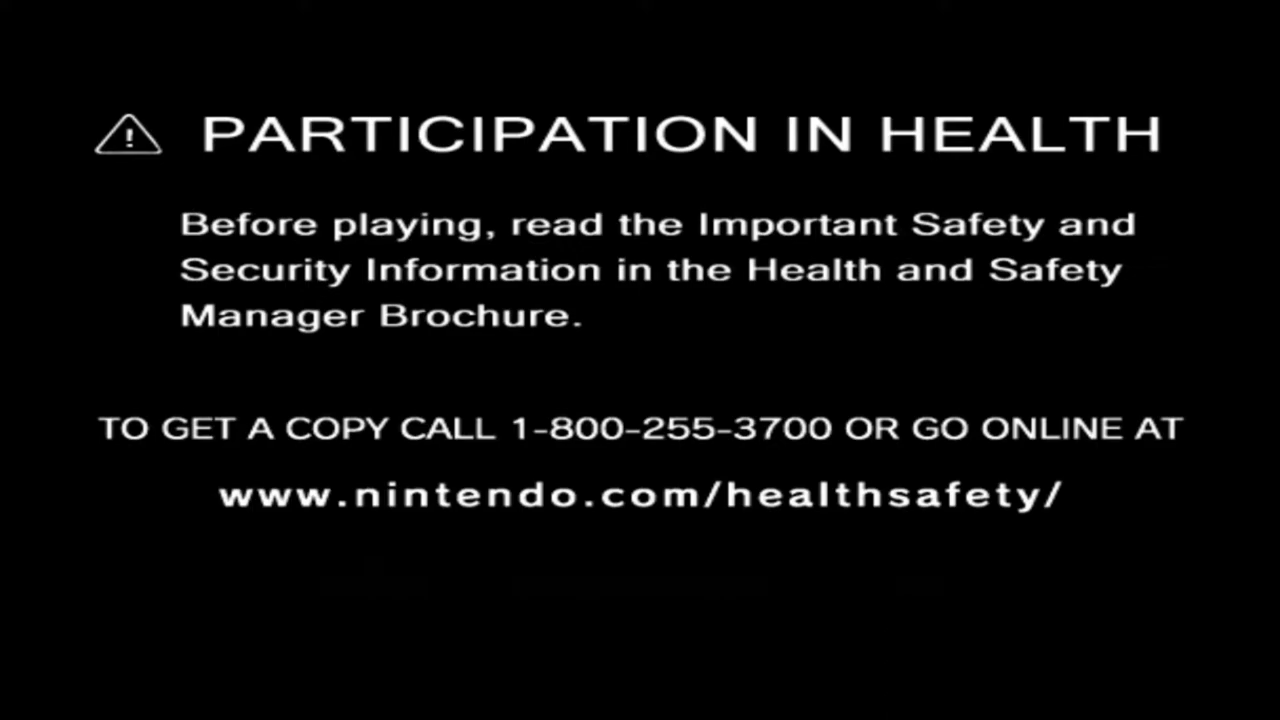 PARTICIPATION IN HEALTH
Before playing, read the Important Safety and
Security Information in the Health and Safety
Manager Brochure.
TO GET A COPY CALL 1-800-255-3700 OR GO ONLINE AT
www.nintendo.com/healthsafety/